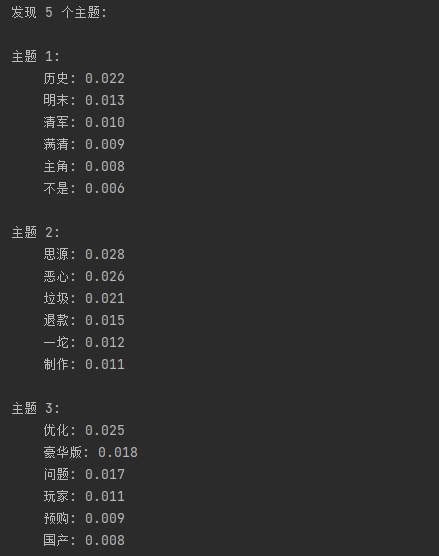 发现 5 个主题:
主题 1:
历史: 0.022
明末: 0.013
清军: 0.010
满清: 0.009
主角: 0.008
不是: 0.006
主题 2:
思源: 0.028
恶心: 0.026
垃圾: 0.021
退款: 0.015
一坨: 0.012
制作: 0.011
主题 3:
优化: 0.025
豪华版: 0.018
问题: 0.017
玩家: 0.011
预购: 0.009
国产: 0.008